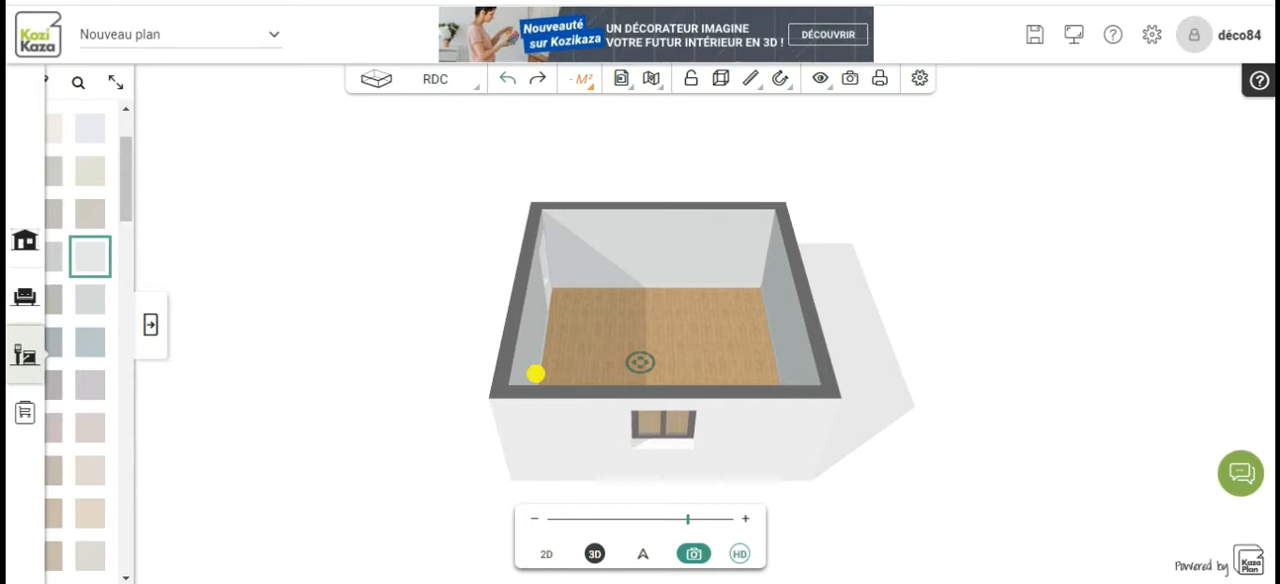 Kozi
Kaza
Nouveau plan
Nouveauté
sur Kozikaza
UN DÉCORATEUR IMAGINE
VOTRE FUTUR INTÉRIEUR EN 3D !
DÉCOUVRIR
déco84
RDC
- M²
2D
3D
HD
Powered by
Kaza
Plan